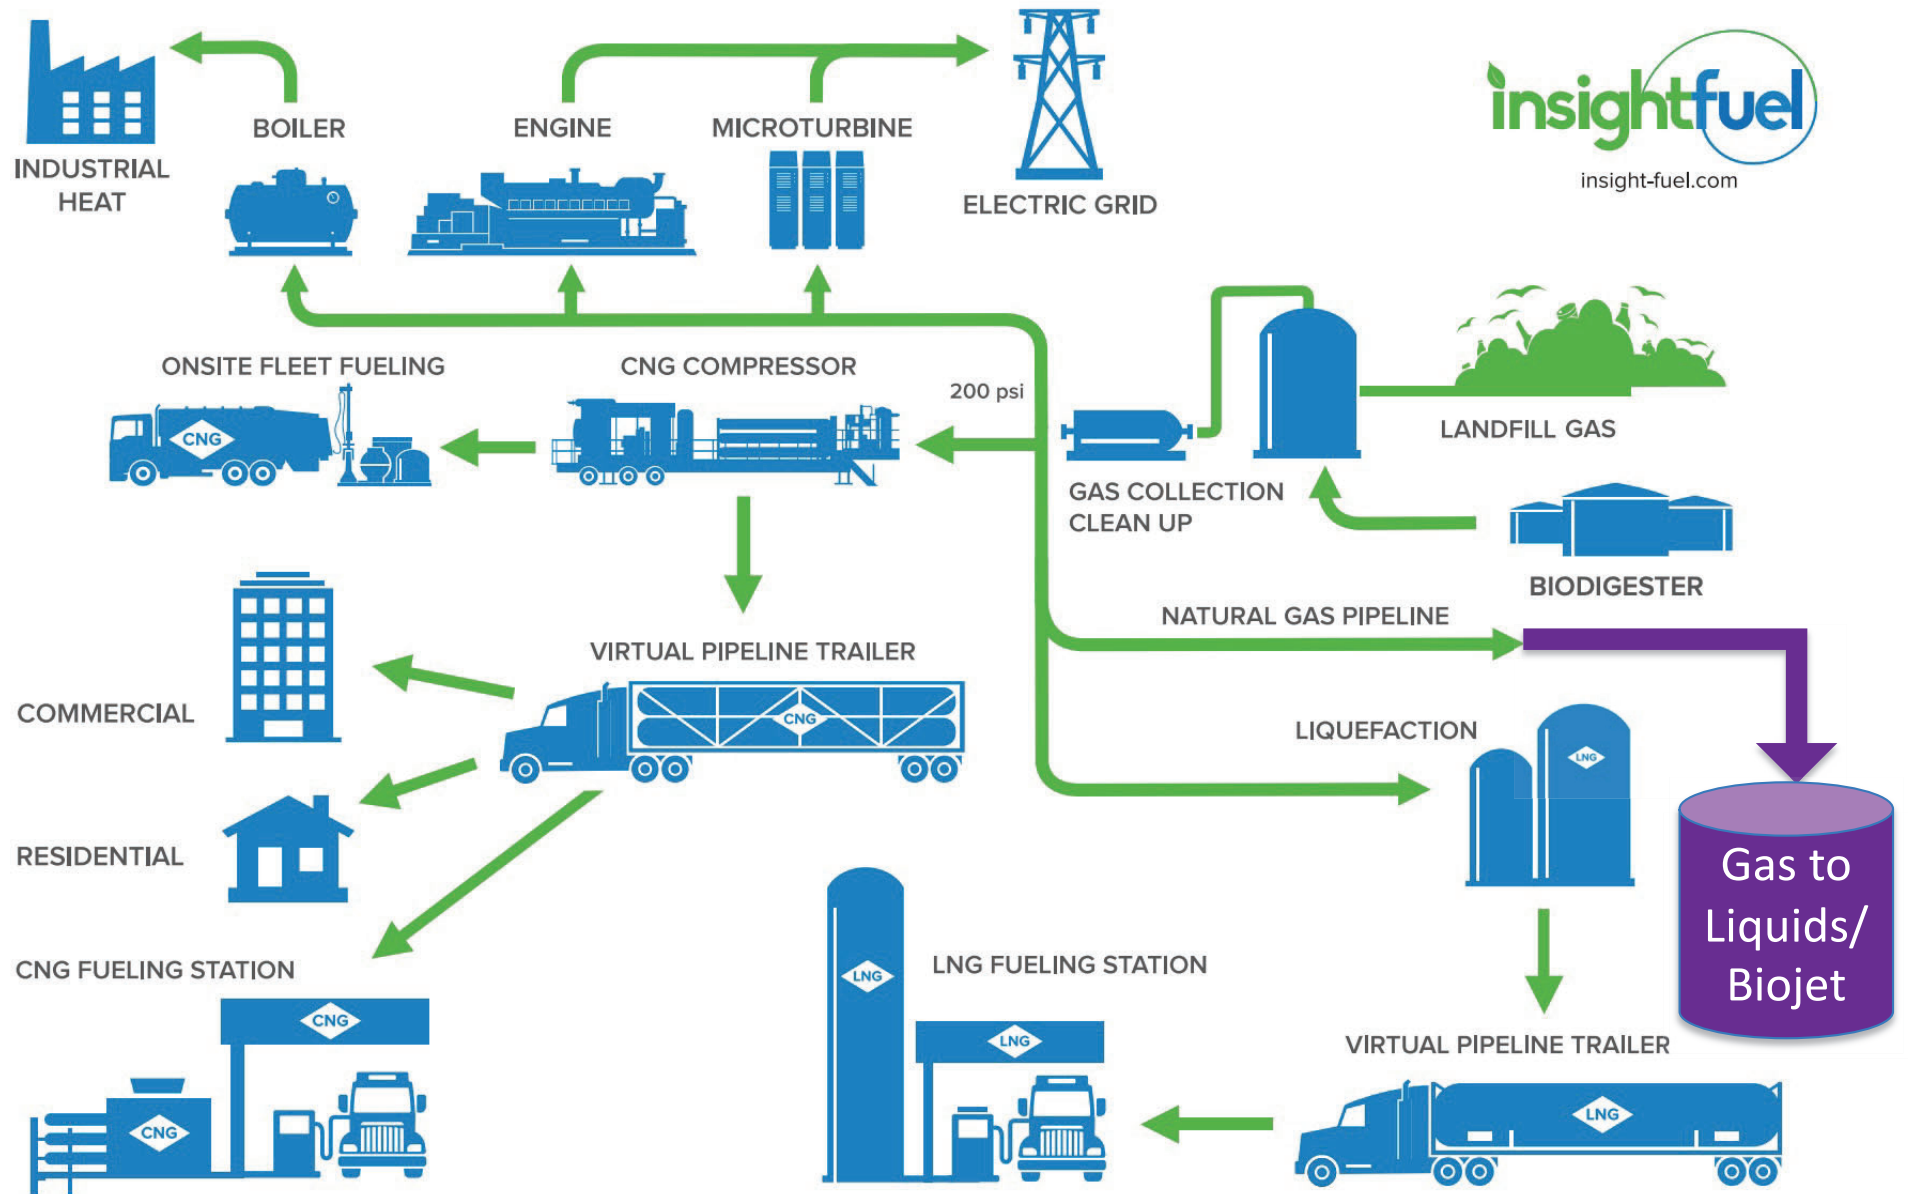 insightfuel
insight-fuel.com
INDUSTRIAL
HEAT
BOILER
ENGINE
MICROTURBINE
ELECTRIC GRID
ONSITE FLEET FUELING
CNG
CNG COMPRESSOR
200 psi
GAS COLLECTION
CLEAN UP
LANDFILL GAS
BIODIGESTER
NATURAL GAS PIPELINE
VIRTUAL PIPELINE TRAILER
CNG
COMMERCIAL
RESIDENTIAL
LIQUEFACTION
LNG
Gas to
Liquids/
Biojet
CNG FUELING STATION
CNG
CNG
LNG FUELING STATION
LNG
LNG
VIRTUAL PIPELINE TRAILER
LNG